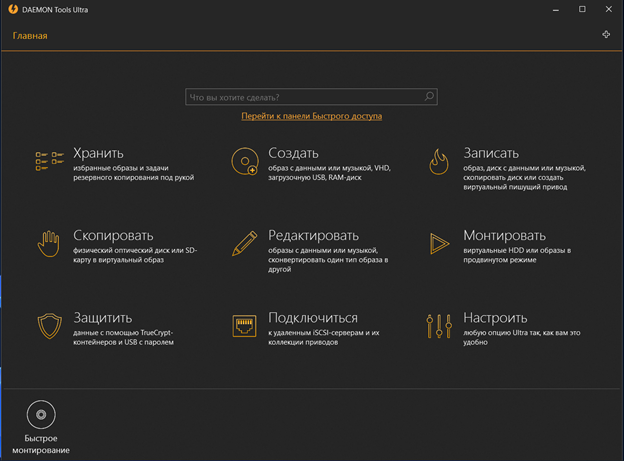 DAEMON Tools Ultra
Главная
Что вы хотите сделать?
Перейти к панели Быстрого доступа
Хранить
избранные образы и задачи
резервного копирования под рукой
Создать
образ с данными или музыкой, VHD,
загрузочную USB, RAM-диск
Записать
образ, диск с данными или музыкой,
скопировать диск или создать
виртуальный пишущий привод
Скопировать
физический оптический диск или SD-
карту в виртуальный образ
Редактировать
образы с данными или музыкой,
сконвертировать один тип образа в
другой
Монтировать
виртуальные HDD или образы в
продвинутом режиме
Защитить
данные с помощью TrueCrypt-
контейнеров и USB с паролем
Подключиться
к удаленным iSCSI-серверам и их
коллекции приводов
Настроить
любую опцию Ultra так, как вам это
удобно
Быстрое
монтирование